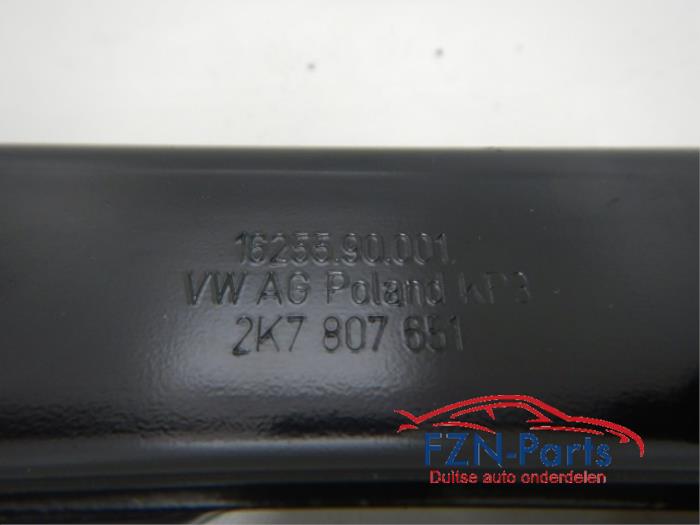 16255.90.001.
VW AG Poland KP3
2K7 807 651
FZN-Parts
Duitse auto onderdelen